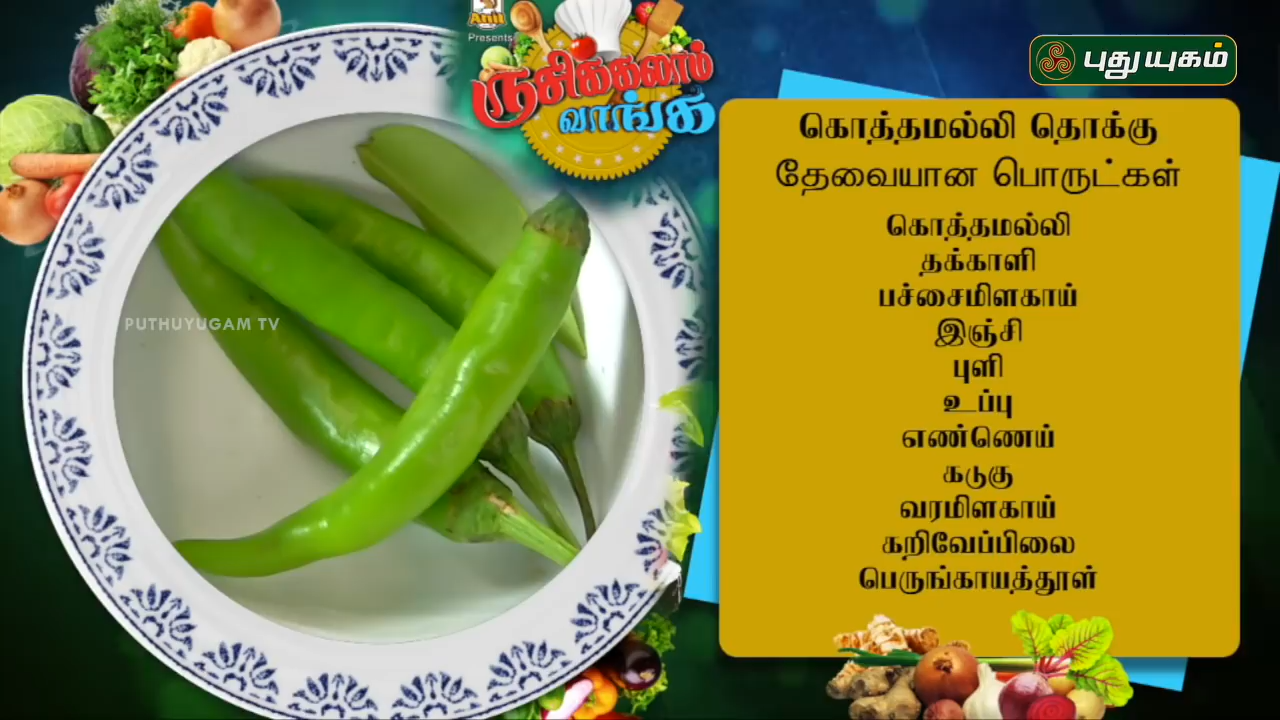 Anil
Presents
ருசிக்கலாம்
வாங்க
புதுயுகம்
PUTHUYUGAM TV
கொத்தமல்லி தொக்கு
தேவையான பொருட்கள்
கொத்தமல்லி
தக்காளி
பச்சைமிளகாய்
இஞ்சி
புளி
உப்பு
எண்ணெய்
கடுகு
வரமிளகாய்
கறிவேப்பிலை
பெருங்காயத்தூள்